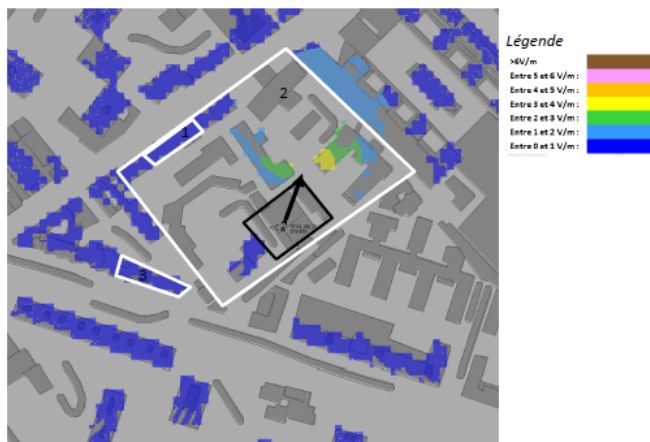 Légende
>6V/m
Entre 5 et 6 V/m :
Entre 4 et 5 V/m :
Entre 3 et 4 V/m :
Entre 2 et 3 V/m :
Entre 1 et 2 V/m :
Entre 0 et 1 V/m :
2
1
3